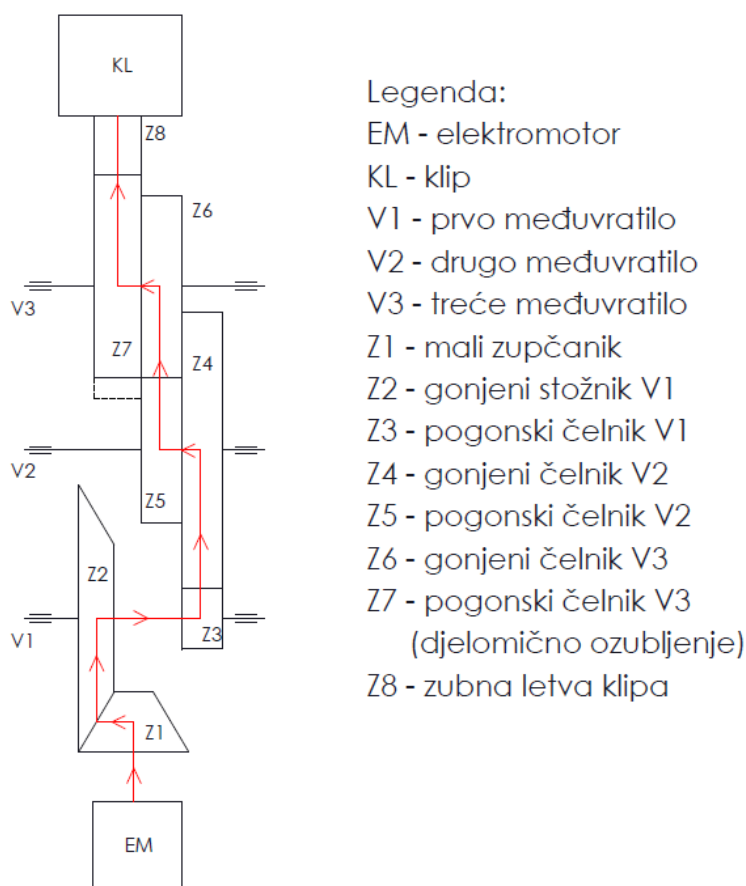 KL
Z8
Z6
V3
Z7
Z4
V2
Z5
Z2
V1
Z3
Z1
EM
Legenda:
EM - elektromotor
KL - klip
V1 - prvo međuvratilo
V2 - drugo međuvratilo
V3 - treće međuvratilo
Z1 - mali zupčanik
Z2 - gonjeni stožnik V1
Z3 - pogonski čelnik V1
Z4 - gonjeni čelnik V2
Z5 - pogonski čelnik V2
Z6 - gonjeni čelnik V3
Z7 - pogonski čelnik V3
(djelomično ozubljenje)
Z8 - zubna letva klipa